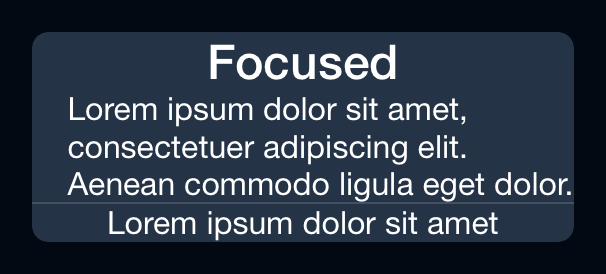 Focused
Lorem ipsum dolor sit amet,
consectetuer adipiscing elit.
Aenean commodo ligula eget dolor.
Lorem ipsum dolor sit amet